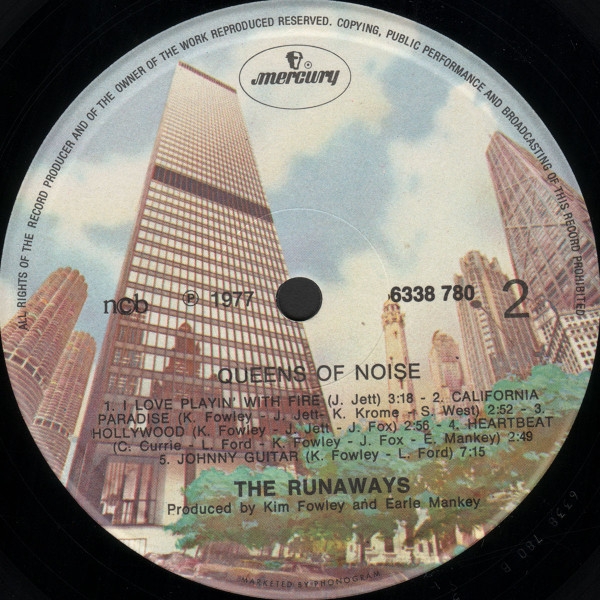 ALL RIGHTS OF THE RECORD PRODUCER AND OF THE OWNER OF THE WORK REPRODUCED RESERVED. COPYING, PUBLIC PERFORMANCE AND BROADCASTING OF THIS RECORD PROHIBITED
mercury
ncb ℗ 1977 6338 780 2
QUEENS OF NOISE
1. I LOVE PLAYIN' WITH FIRE (J. Jett) 3:18 - 2. CALIFORNIA
PARADISE (K. Fowley - J. Jett- K. Krome - S. West) 2:52 - 3.
HOLLYWOOD (K. Fowley - J. Jett - J. Fox) 2:56 - 4. HEARTBEAT
(C. Currie - L. Ford - K. Fowley - J. Fox - E. Mankey) 2:49
5. JOHNNY GUITAR (K. Fowley - L. Ford) 7:15
THE RUNAWAYS
Produced by Kim Fowley and Earle Mankey
MARKETED BY PHONOGRAM